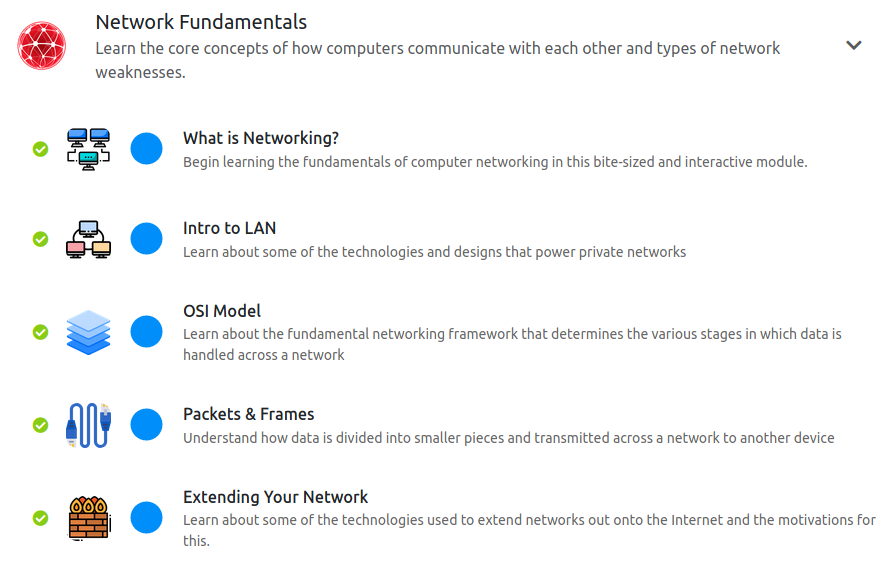 Network Fundamentals
Learn the core concepts of how computers communicate with each other and types of network
weaknesses.
What is Networking?
Begin learning the fundamentals of computer networking in this bite-sized and interactive module.
Intro to LAN
Learn about some of the technologies and designs that power private networks
OSI Model
Learn about the fundamental networking framework that determines the various stages in which data is
handled across a network
Packets & Frames
Understand how data is divided into smaller pieces and transmitted across a network to another device
Extending Your Network
Learn about some of the technologies used to extend networks out onto the Internet and the motivations for
this.